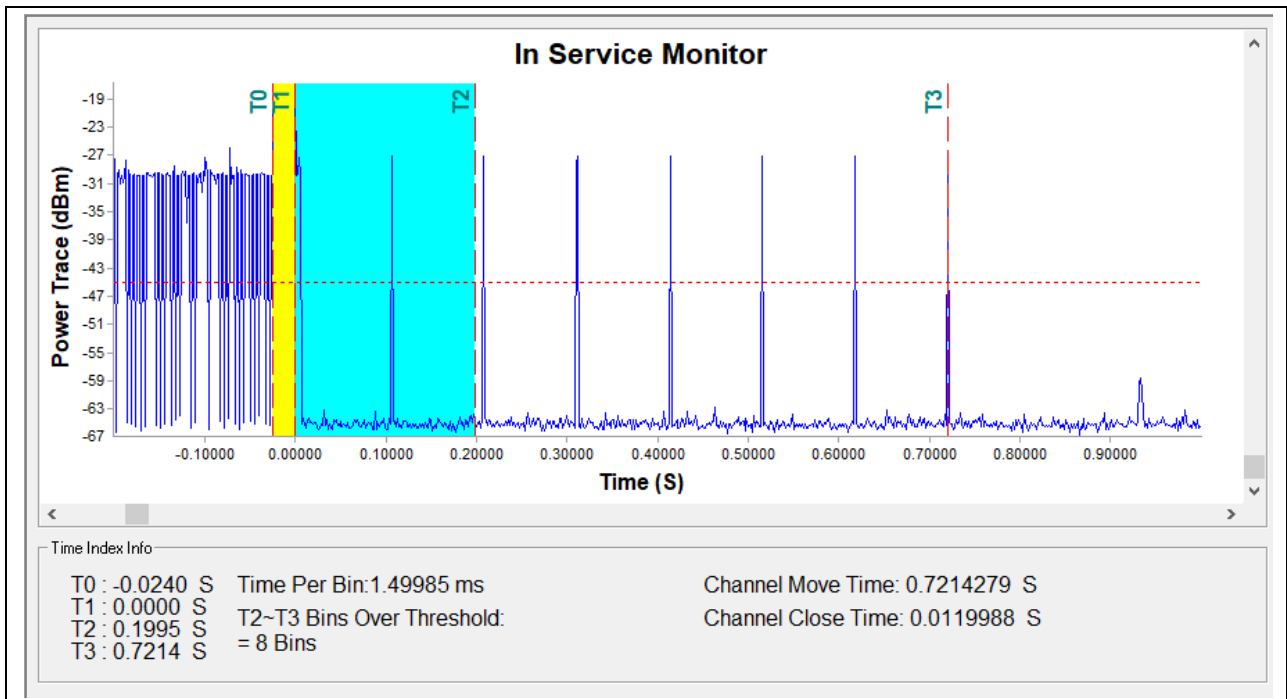 In Service Monitor
T0
T1
T2
T3
Power Trace (dBm)
-19
-23
-27
-31
-35
-39
-43
-47
-51
-55
-59
-63
-67
-0.10000 0.00000 0.10000 0.20000 0.30000 0.40000 0.50000 0.60000 0.70000 0.80000 0.90000
Time (S)
Time Index Info
T0 : -0.0240 S
T1 : 0.0000 S
T2 : 0.1995 S
T3 : 0.7214 S
Time Per Bin:1.49985 ms
T2~T3 Bins Over Threshold:
= 8 Bins
Channel Move Time: 0.7214279 S
Channel Close Time: 0.0119988 S